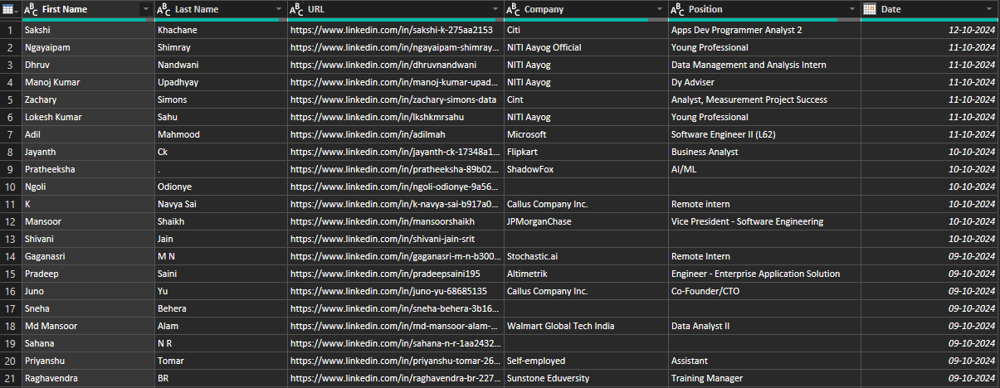 ABC First Name ABC Last Name ABC URL ABC Company ABC Position Date
1 Sakshi Khachane https://www.linkedin.com/in/sakshi-k-275aa2153 Citi Apps Dev Programmer Analyst 2 12-10-2024
2 Ngayaipam Shimray https://www.linkedin.com/in/ngayaipam-shimray... NITI Aayog Official Young Professional 11-10-2024
3 Dhruv Nandwani https://www.linkedin.com/in/dhruvnandwani NITI Aayog Data Management and Analysis Intern 11-10-2024
4 Manoj Kumar Upadhyay https://www.linkedin.com/in/manoj-kumar-upad... NITI Aayog Dy Adviser 11-10-2024
5 Zachary Simons https://www.linkedin.com/in/zachary-simons-data Cint Analyst, Measurement Project Success 11-10-2024
6 Lokesh Kumar Sahu https://www.linkedin.com/in/lkshkmrsahu NITI Aayog Young Professional 11-10-2024
7 Adil Mahmood https://www.linkedin.com/in/adilmah Microsoft Software Engineer II (L62) 11-10-2024
8 Jayanth Ck https://www.linkedin.com/in/jayanth-ck-17348a1... Flipkart Business Analyst 10-10-2024
9 Pratheeksha . https://www.linkedin.com/in/pratheeksha-89b02... ShadowFox AI/ML 10-10-2024
10 Ngoli Odionye https://www.linkedin.com/in/ngoli-odionye-9a56... 10-10-2024
11 K Navya Sai https://www.linkedin.com/in/k-navya-sai-b917a0... Callus Company Inc. Remote intern 10-10-2024
12 Mansoor Shaikh https://www.linkedin.com/in/mansoorshaikh JPMorganChase Vice President - Software Engineering 10-10-2024
13 Shivani Jain https://www.linkedin.com/in/shivani-jain-srit 10-10-2024
14 Gaganasri M N https://www.linkedin.com/in/gaganasri-m-n-b300... Stochastic.ai Remote Intern 09-10-2024
15 Pradeep Saini https://www.linkedin.com/in/pradeepsaini195 Altimetrik Engineer - Enterprise Application Solution 09-10-2024
16 Juno Yu https://www.linkedin.com/in/juno-yu-68685135 Callus Company Inc. Co-Founder/CTO 09-10-2024
17 Sneha Behera https://www.linkedin.com/in/sneha-behera-3b16... 09-10-2024
18 Md Mansoor Alam https://www.linkedin.com/in/md-mansoor-alam-... Walmart Global Tech India Data Analyst II 09-10-2024
19 Sahana N R https://www.linkedin.com/in/sahana-n-r-1aa2432... 09-10-2024
20 Priyanshu Tomar https://www.linkedin.com/in/priyanshu-tomar-26... Self-employed Assistant 09-10-2024
21 Raghavendra BR https://www.linkedin.com/in/raghavendra-br-227... Sunstone Eduversity Training Manager 09-10-2024